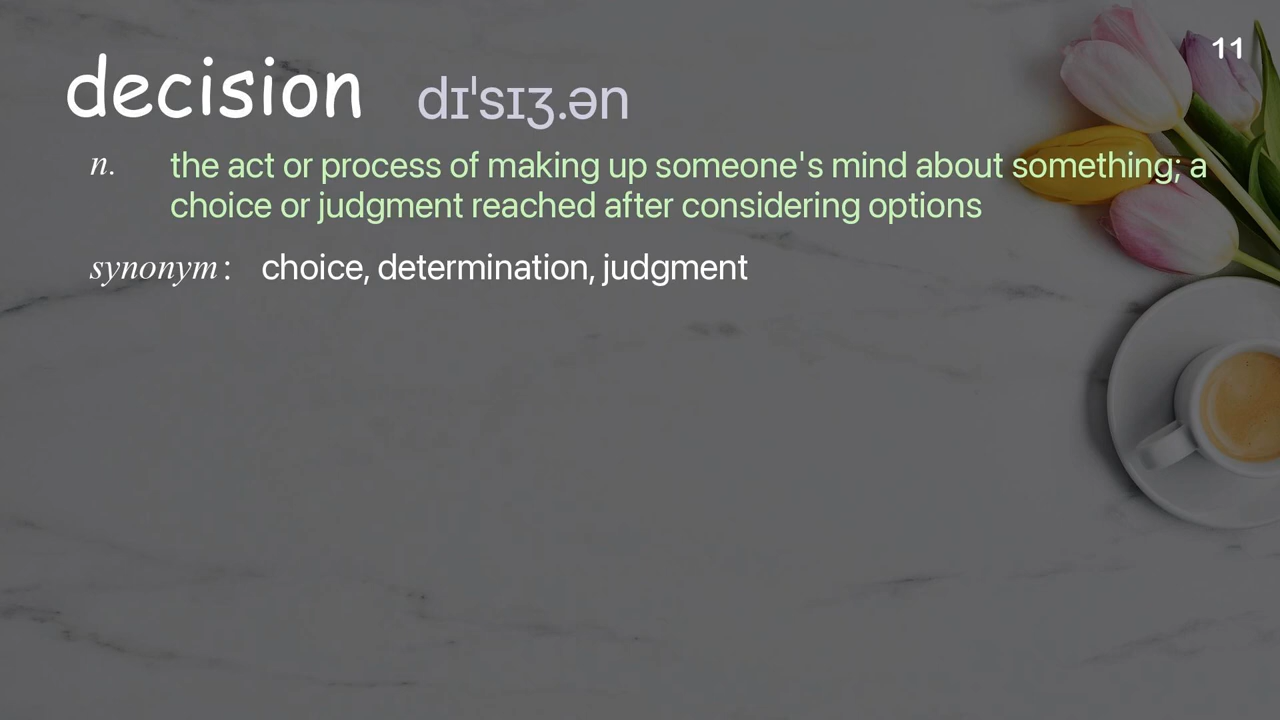 11
decision dɪˈsɪʒ.ən
n. the act or process of making up someone's mind about something; a
choice or judgment reached after considering options
synonym: choice, determination, judgment